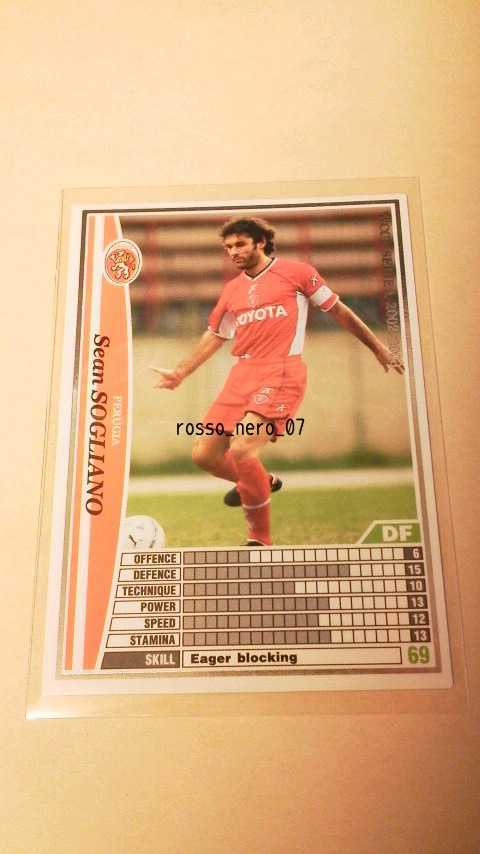 PERUGIA
Sean SOGLIANO
TOYOTA
rosso_nero_07
DF
OFFENCE 6
DEFENCE 15
TECHNIQUE 10
POWER 13
SPEED 12
STAMINA 13
SKILL Eager blocking 69